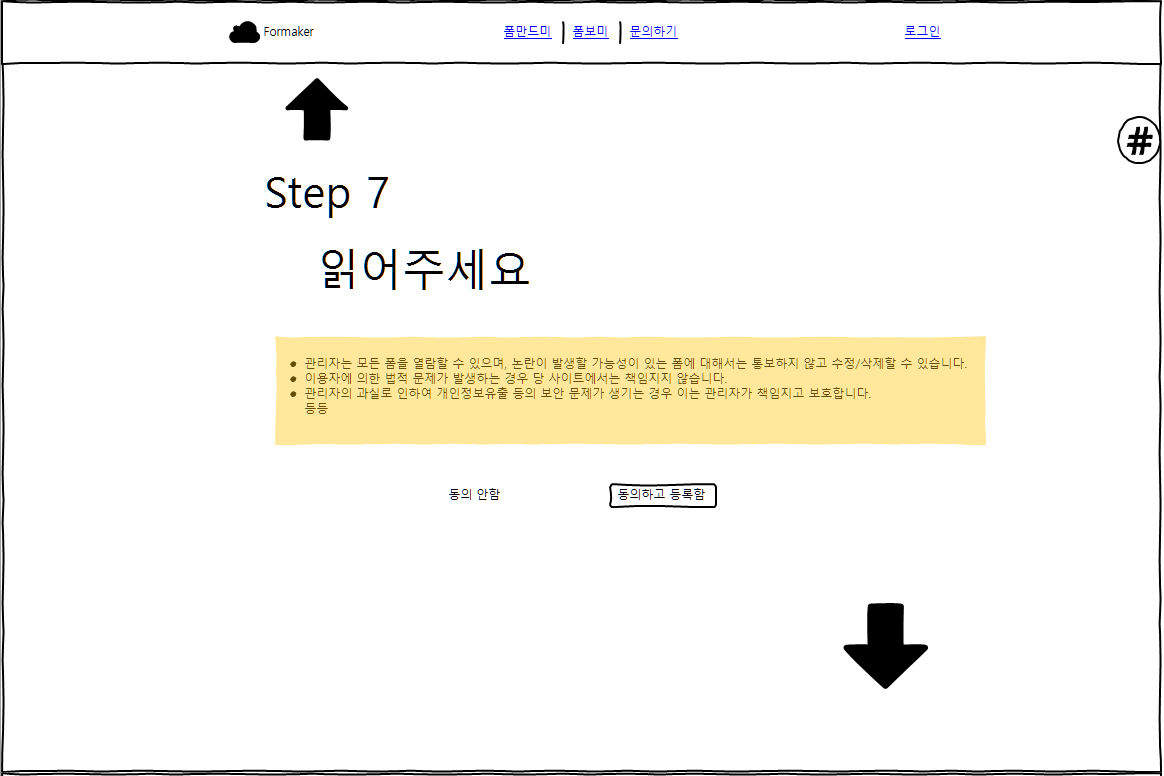 Formaker 폼만드미 폼보미 문의하기 로그인
#
Step 7
읽어주세요
관리자는 모든 폼을 열람할 수 있으며, 논란이 발생할 가능성이 있는 폼에 대해서는 통보하지 않고 수정/삭제할 수 있습니다.
이용자에 의한 법적 문제가 발생하는 경우 당 사이트에서는 책임지지 않습니다.
관리자의 과실로 인하여 개인정보유출 등의 보안 문제가 생기는 경우 이는 관리자가 책임지고 보호합니다.
등등
동의 안함 동의하고 등록함